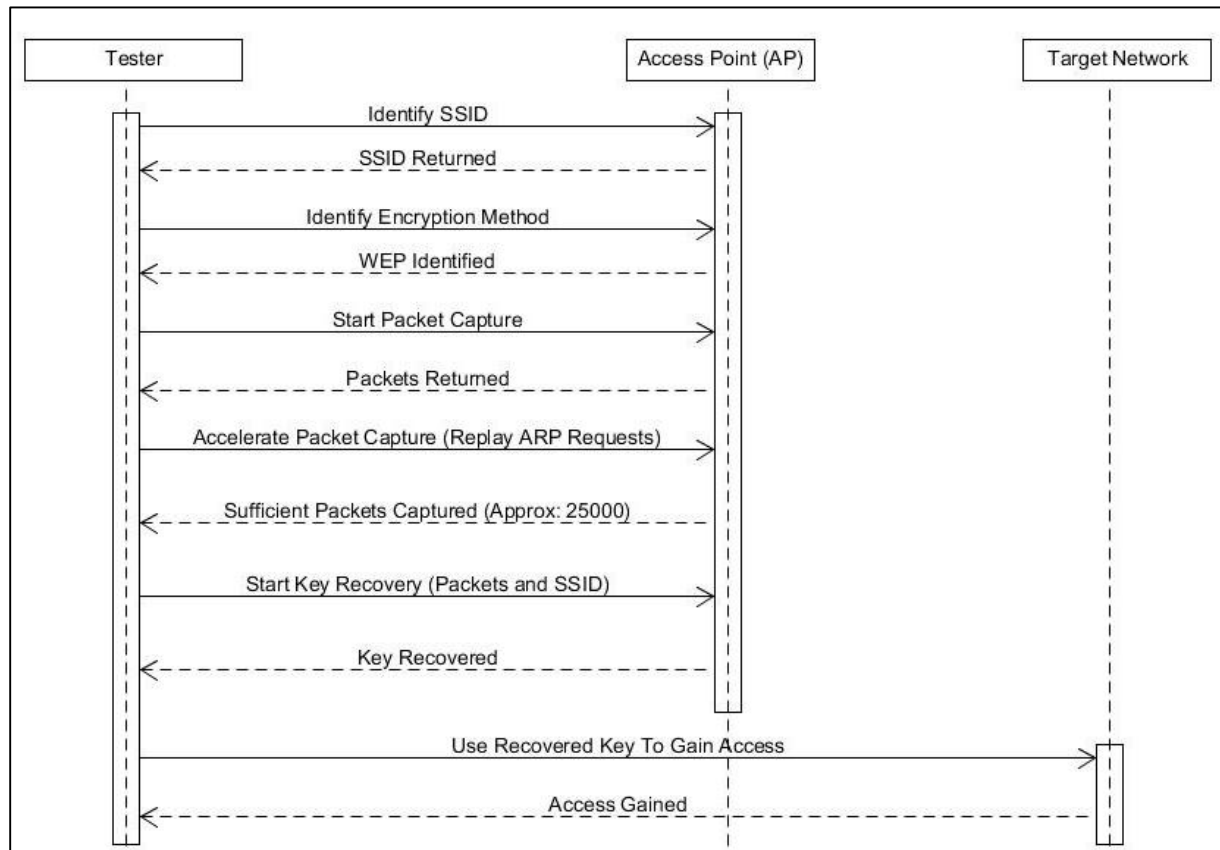 Tester
Access Point (AP)
Target Network
Identify SSID
SSID Returned
Identify Encryption Method
WEP Identified
Start Packet Capture
Packets Returned
Accelerate Packet Capture (Replay ARP Requests)
Sufficient Packets Captured (Approx: 25000)
Start Key Recovery (Packets and SSID)
Key Recovered
Use Recovered Key To Gain Access
Access Gained